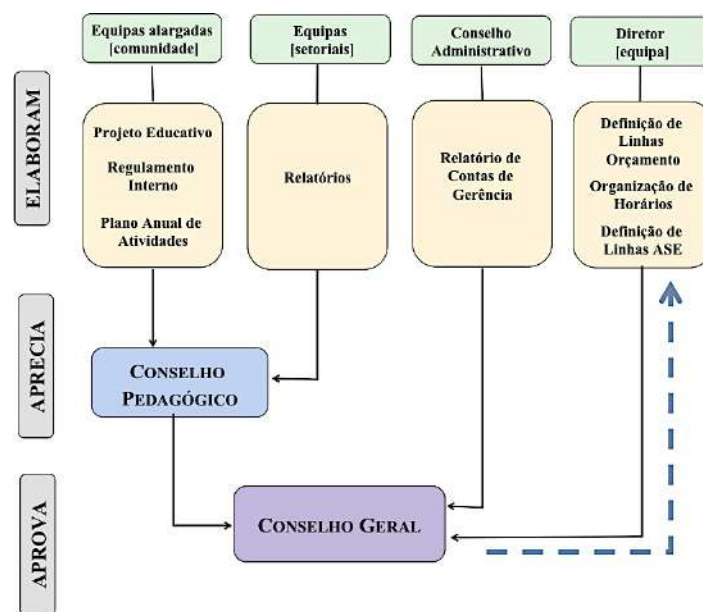 Equipas alargadas
[comunidade]
Equipas
[setoriais]
Conselho
Administrativo
Diretor
[equipa]
ELABORAM
Projeto Educativo
Regulamento
Interno
Plano Anual de
Atividades
Relatórios
Relatório de
Contas de
Gerência
Definição de
Linhas
Orçamento
Organização de
Horários
Definição de
Linhas ASE
APRECIA
CONSELHO
PEDAGÓGICO
APROVA
CONSELHO GERAL